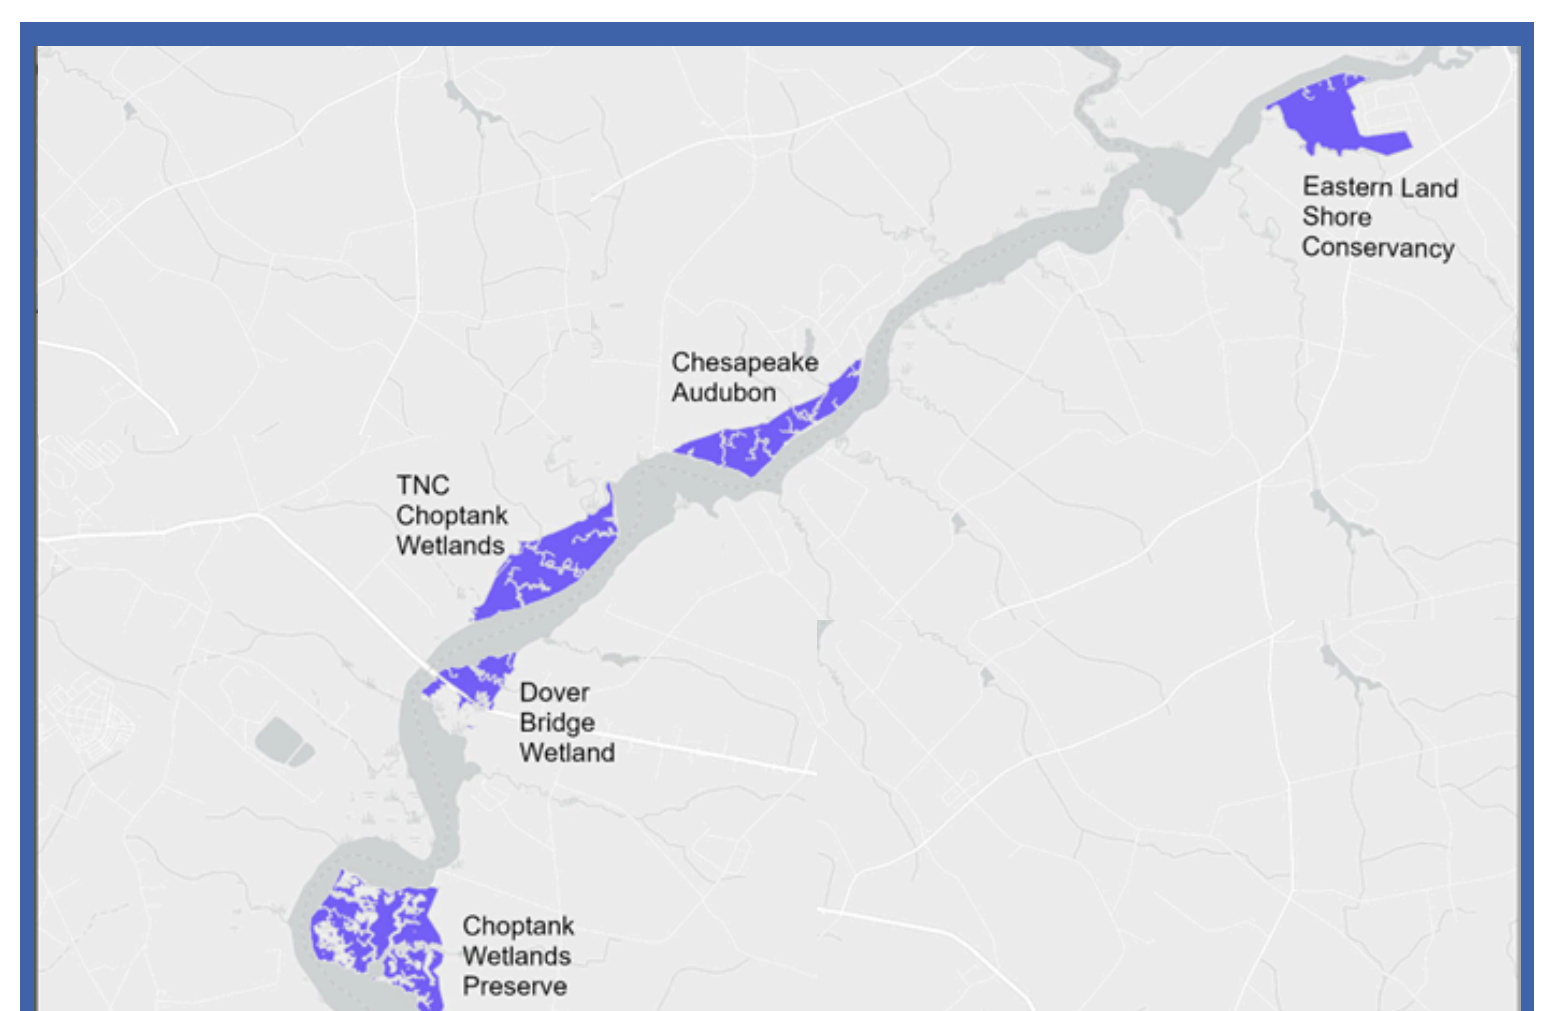 Eastern Land
Shore
Conservancy
Chesapeake
Audubon
TNC
Choptank
Wetlands
Dover
Bridge
Wetland
Choptank
Wetlands
Preserve